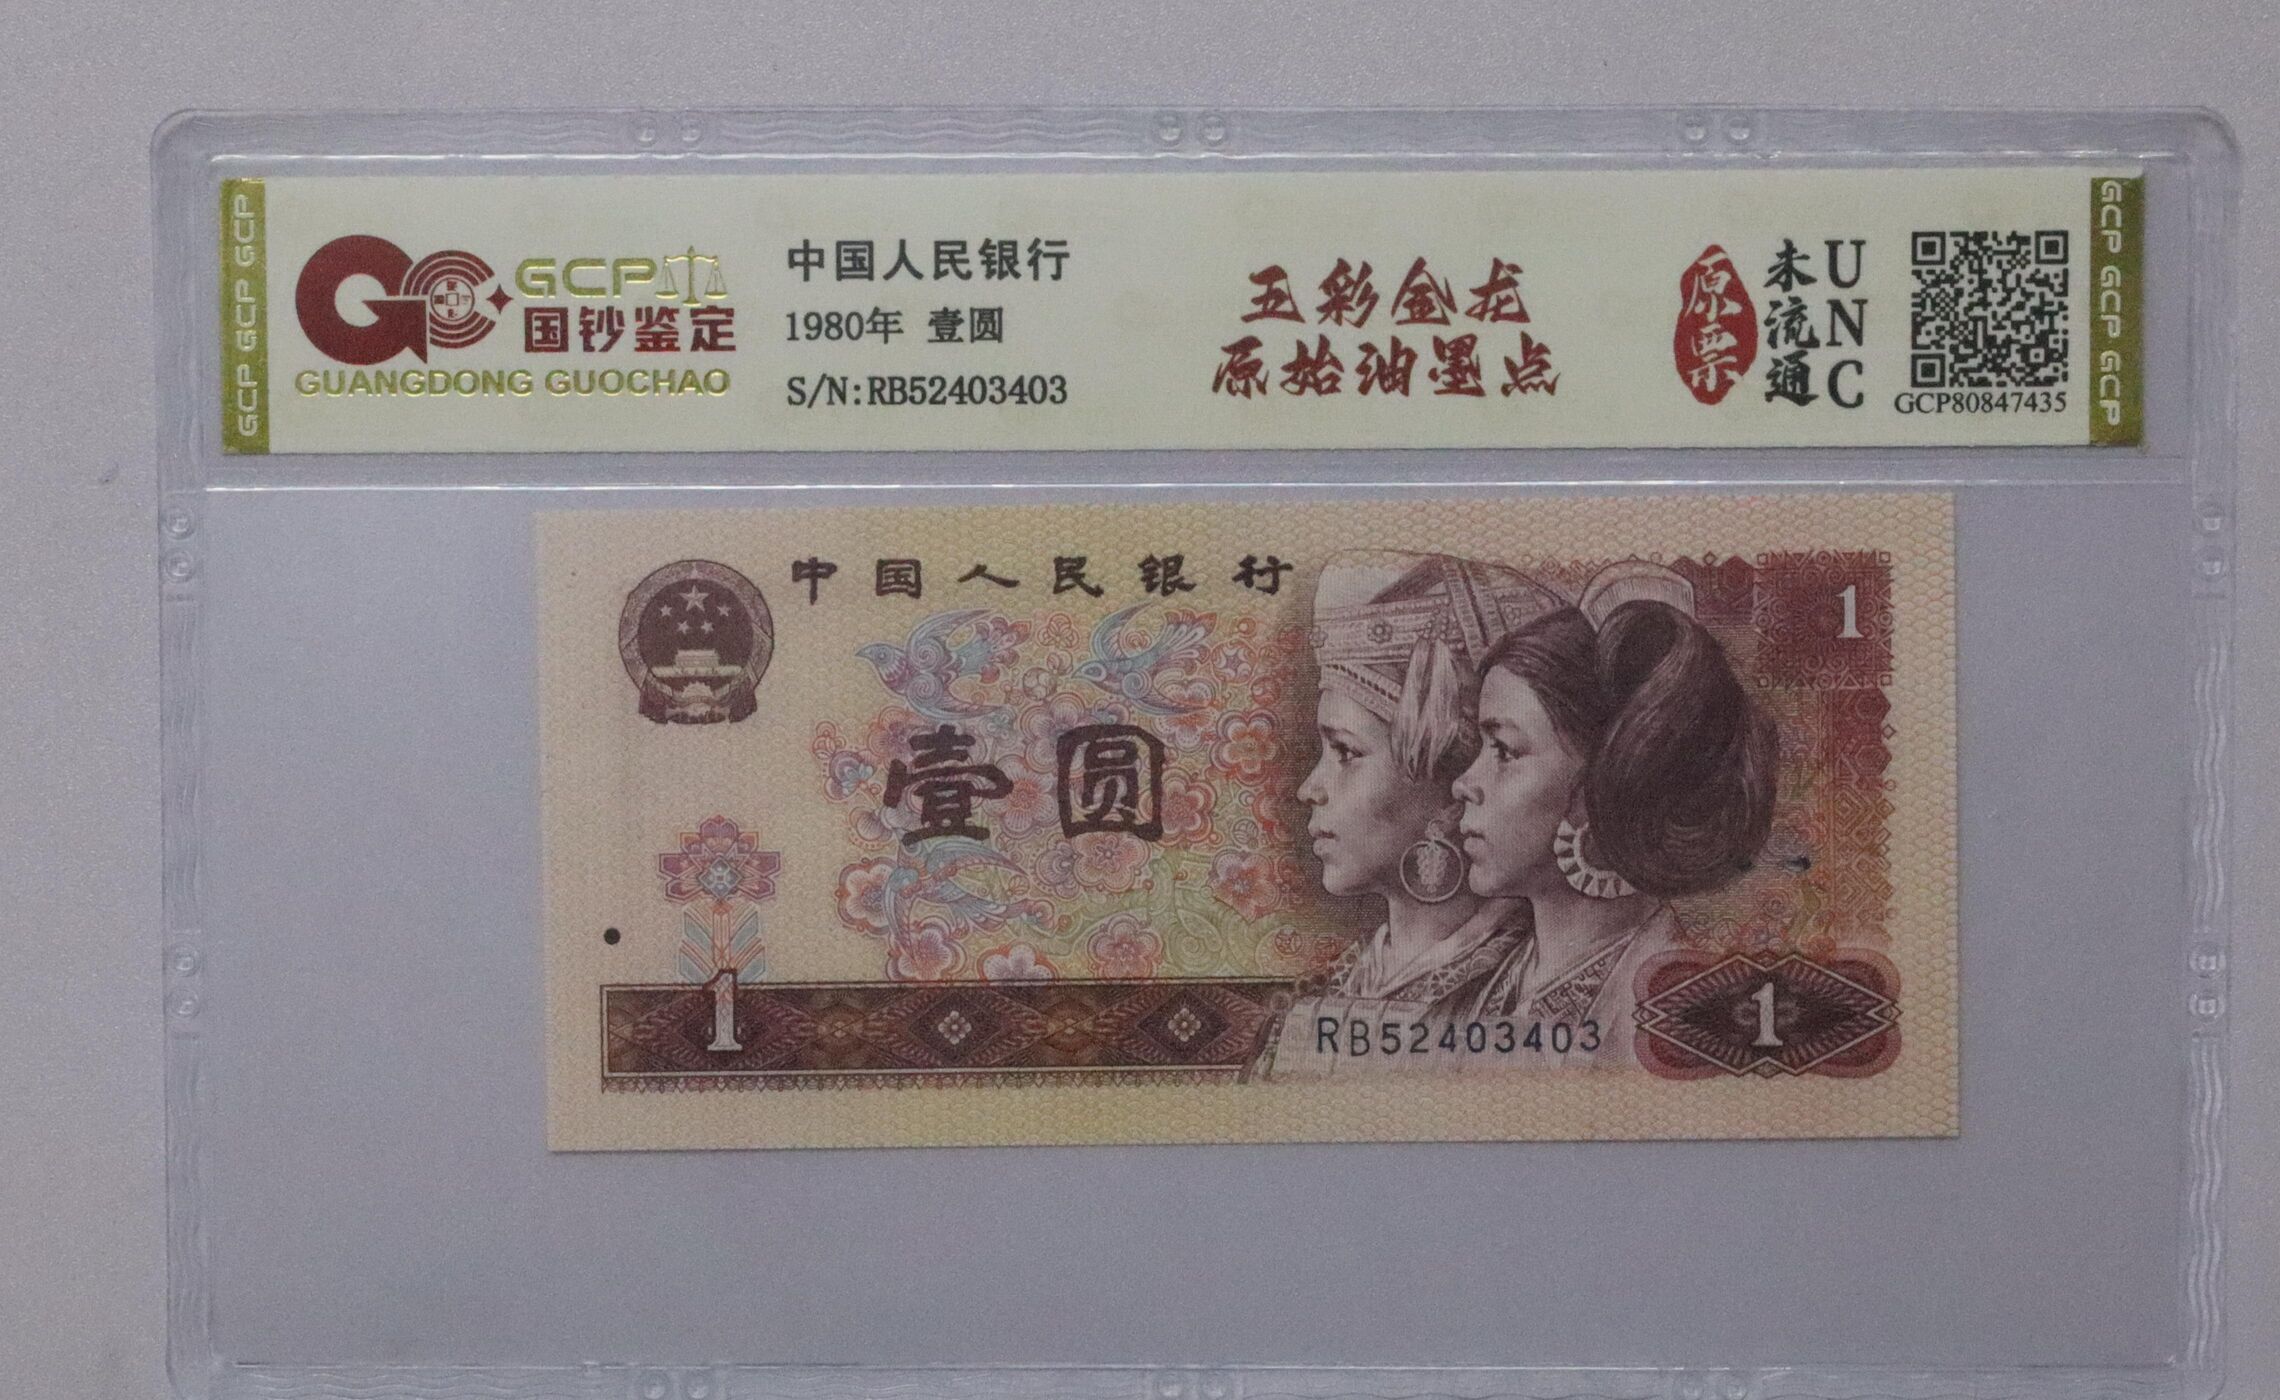 GCP GCP GCP
GCP
国钞鉴定
GUANGDONG GUOCHAO
中国人民银行
1980年 壹圆
S/N:RB52403403
五彩金龙
原始油墨点
原票
未流通
UNC
GCP80847435
GCP GCP GCP
中国人民银行
1
壹圆
1
RB52403403
1